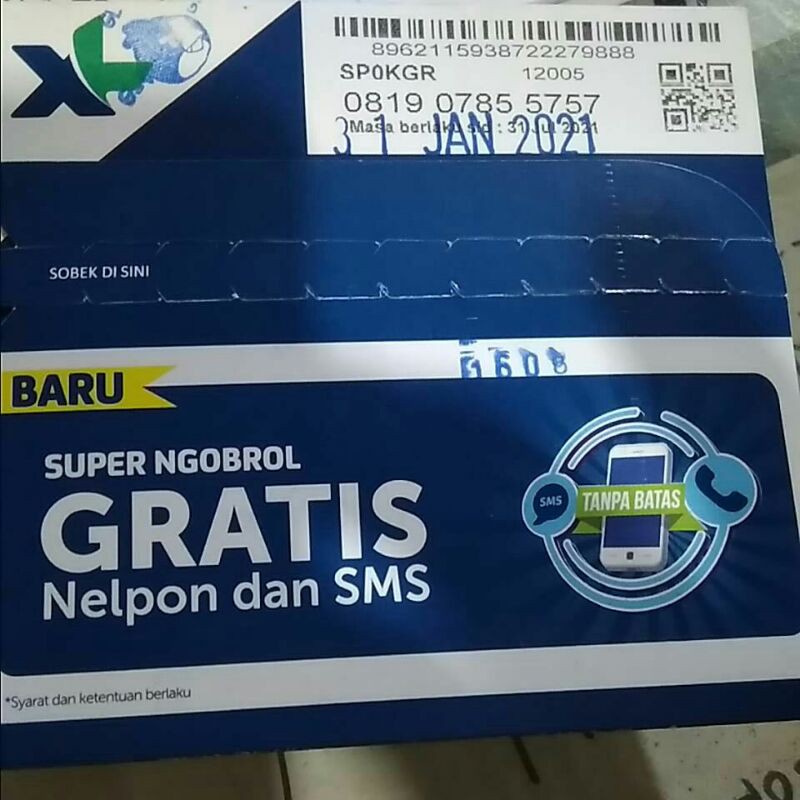 XL
8962115938722279888
SP0KGR 12005
0819 0785 5757
Masa berlaku s/d : 31 Jul 2021
31 JAN 2021
SOBEK DI SINI
BARU
SUPER NGOBROL
GRATIS
Nelpon dan SMS
SMS
TANPA BATAS
*Syarat dan ketentuan berlaku